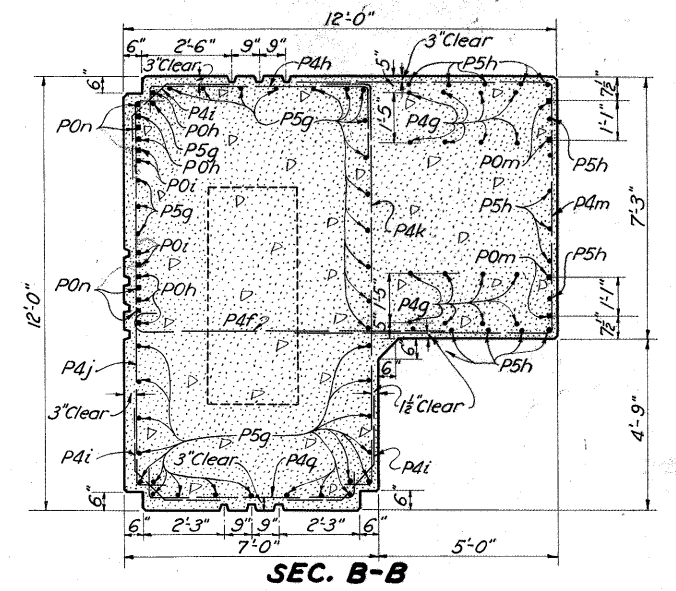 12'-0"
6" 2'-6" 9" 9" 5" 3"Clear
3"Clear P4h P5h
6"
P4i P5g P4g 1'-5 7½" 1'-1"
P0n P0h
P5g P0m P5h
P0h
P0i
P5g P5h P4m 7'-3"
P4k
P0i P0m P5h
P0n P0h
12'-0" P4f 5" 1'-5 P4g 1'-1" 7½"
6 P5h
P4j 6"
3"Clear 1½"Clear
P5g 4'-9"
P4i 3"Clear P4g P4i
6" 6"
6" 2'-3" 9" 9" 2'-3" 6"
7'-0" 5'-0"
SEC. B-B